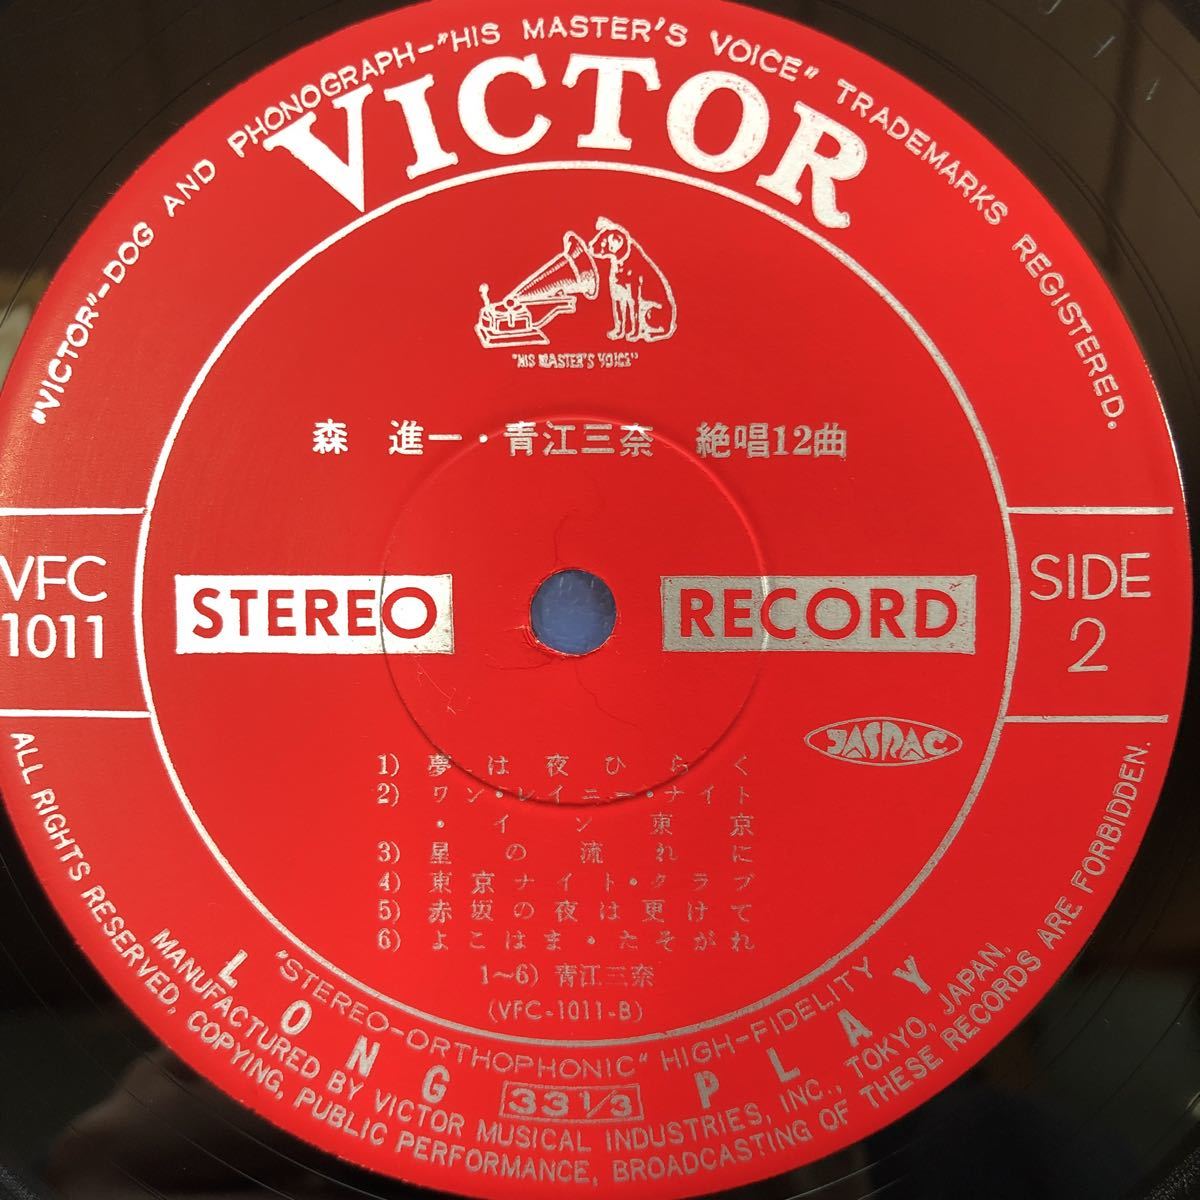 "VICTOR"-DOG AND PHONOGRAPH-"HIS MASTER'S VOICE" TRADEMARKS REGISTERED.
VICTOR
"HIS MASTER'S VOICE"
森 進一・青江三奈 絶唱12曲
VFC
1011
STEREO
RECORD
SIDE
2
JASRAC
1) 夢は夜ひらく
2) ワン・レイニー・ナイト
・イン東京
3) 星の流れに
4) 東京ナイト・クラブ
5) 赤坂の夜は更けて
6) よこはま・たそがれ
1〜6) 青江三奈
(VFC-1011-B)
"STEREO-ORTHOPHONIC" HIGH-FIDELITY
LONG PLAY
33 1/3
MANUFACTURED BY VICTOR MUSICAL INDUSTRIES, INC., TOKYO, JAPAN.
ALL RIGHTS RESERVED, COPYING, PUBLIC PERFORMANCE, BROADCASTING OF THESE RECORDS ARE FORBIDDEN.